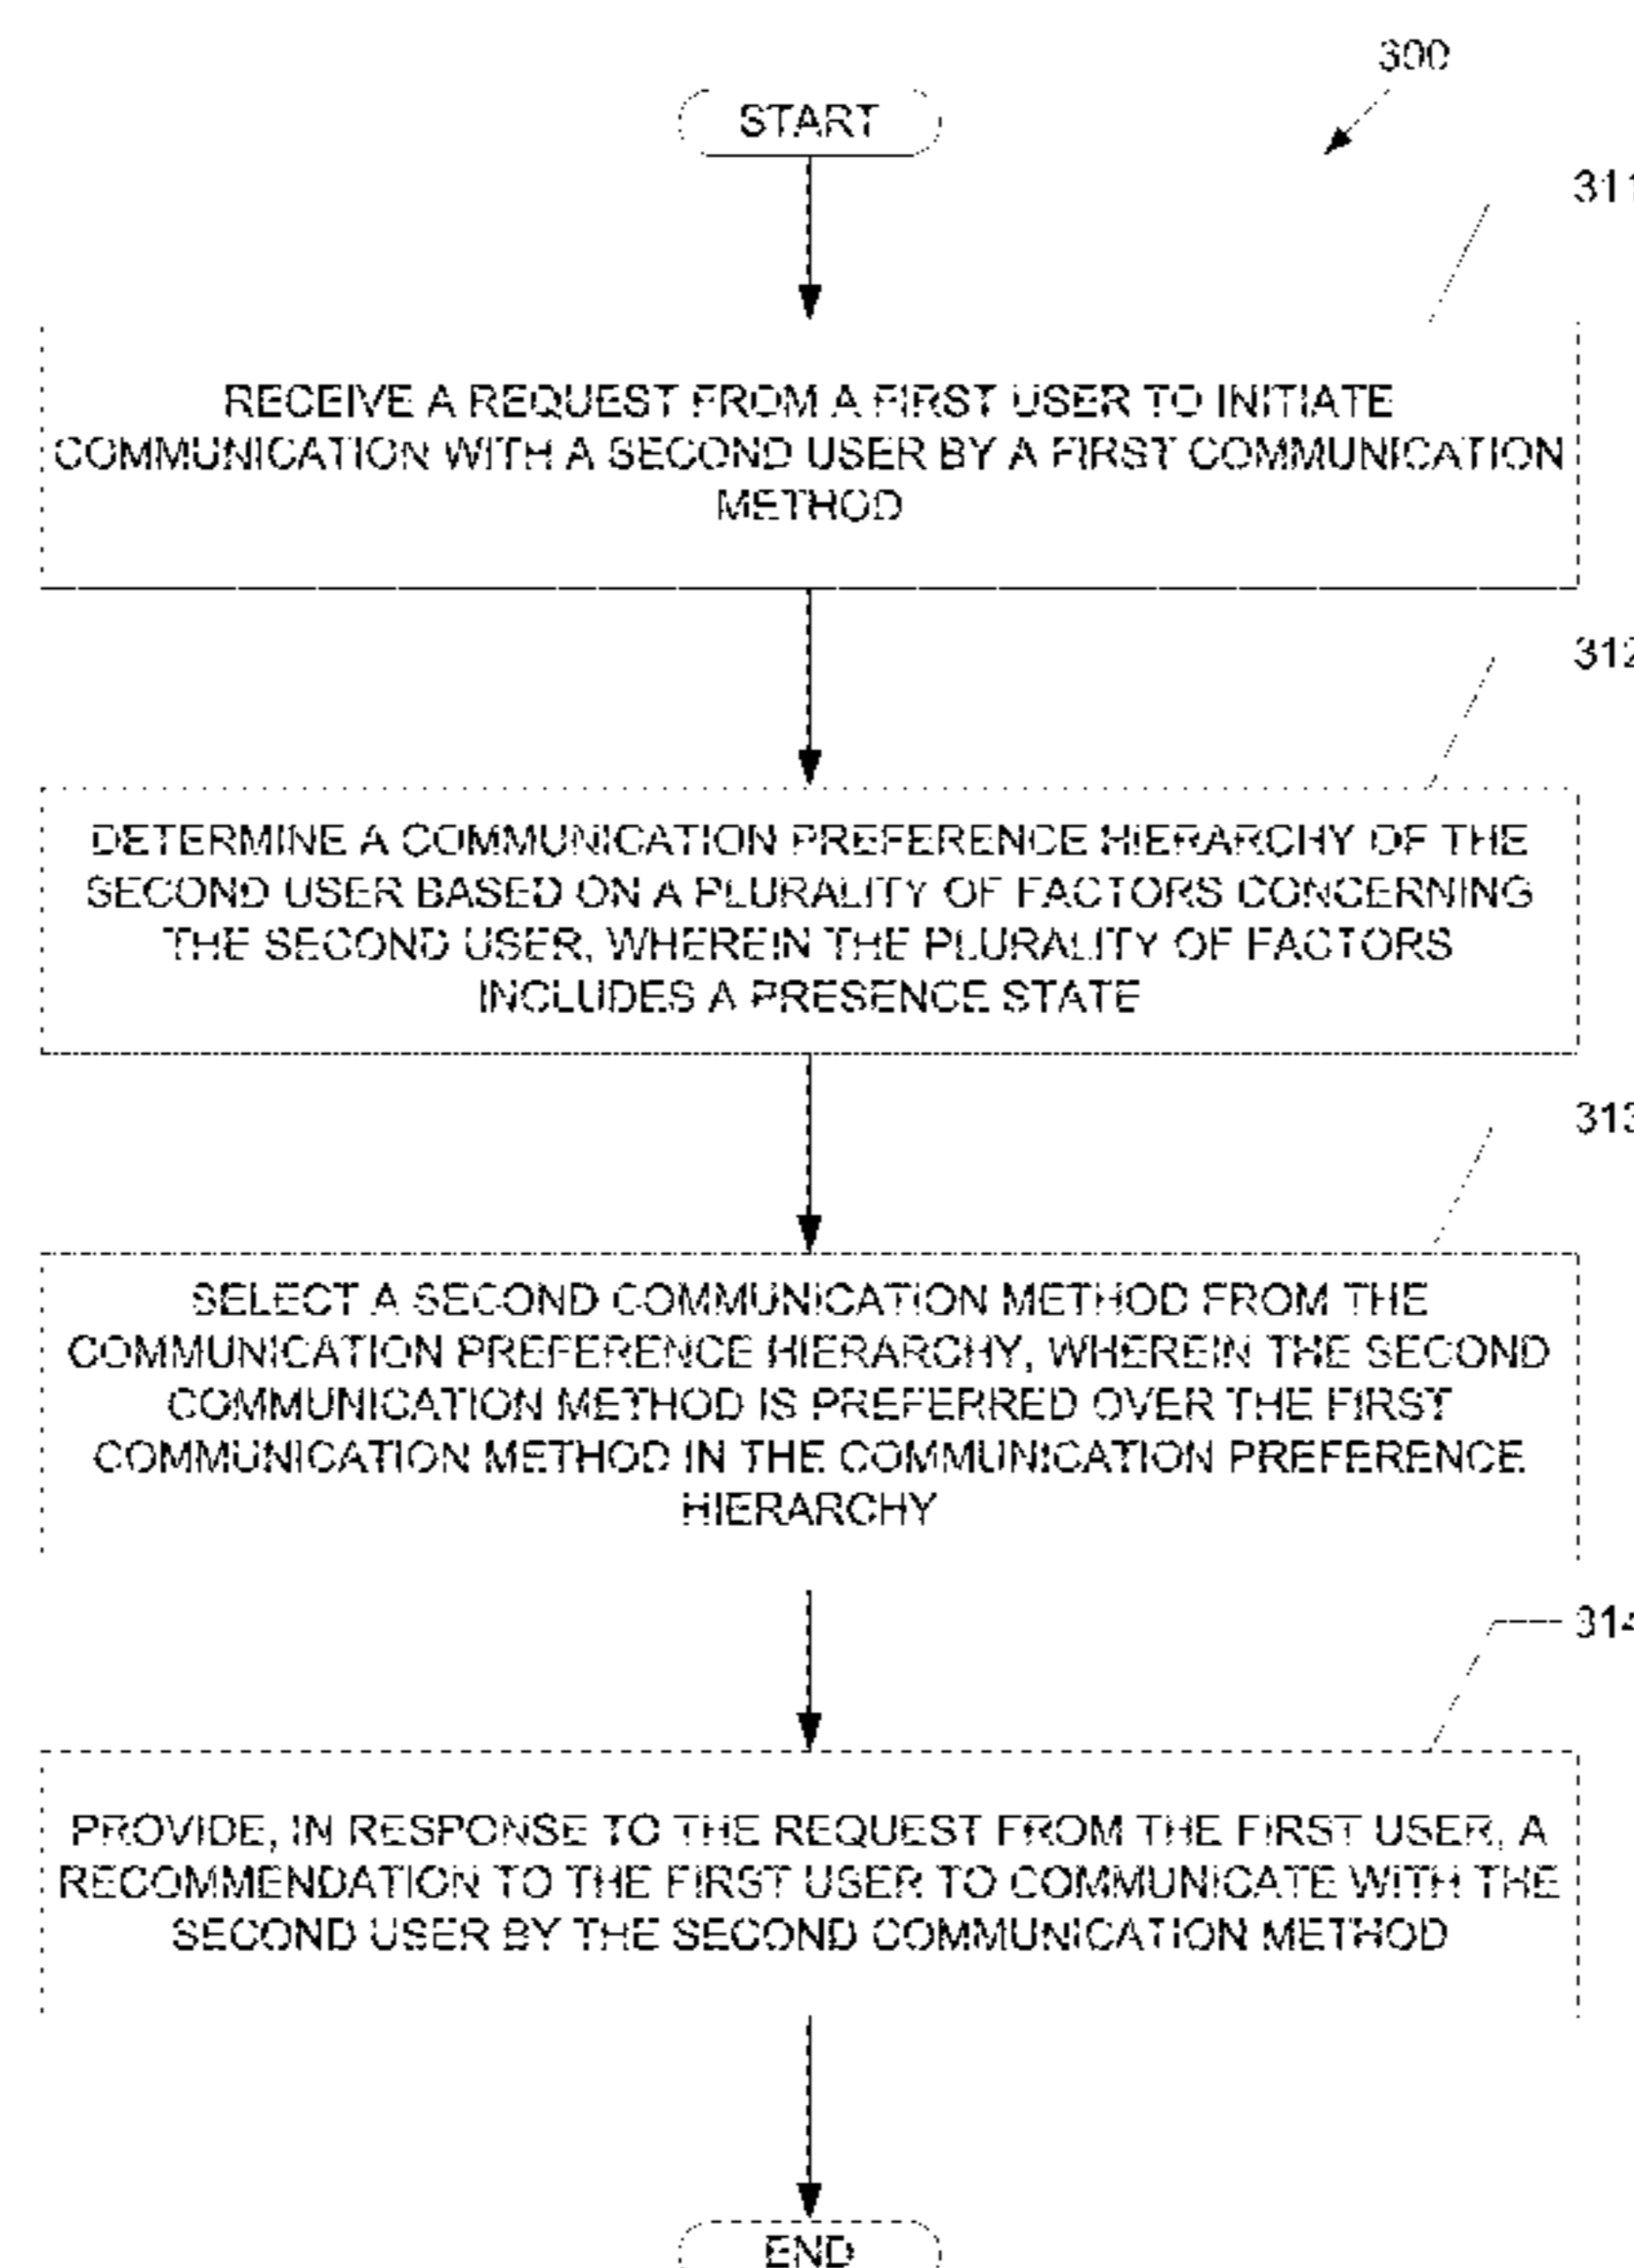 300
START
311
RECEIVE A REQUEST FROM A FIRST USER TO INITIATE
COMMUNICATION WITH A SECOND USER BY A FIRST COMMUNICATION
METHOD
312
DETERMINE A COMMUNICATION PREFERENCE HIERARCHY OF THE
SECOND USER BASED ON A PLURALITY OF FACTORS CONCERNING
THE SECOND USER, WHEREIN THE PLURALITY OF FACTORS
INCLUDES A PRESENCE STATE
313
SELECT A SECOND COMMUNICATION METHOD FROM THE
COMMUNICATION PREFERENCE HIERARCHY, WHEREIN THE SECOND
COMMUNICATION METHOD IS PREFERRED OVER THE FIRST
COMMUNICATION METHOD IN THE COMMUNICATION PREFERENCE
HIERARCHY
314
PROVIDE, IN RESPONSE TO THE REQUEST FROM THE FIRST USER, A
RECOMMENDATION TO THE FIRST USER TO COMMUNICATE WITH THE
SECOND USER BY THE SECOND COMMUNICATION METHOD
END